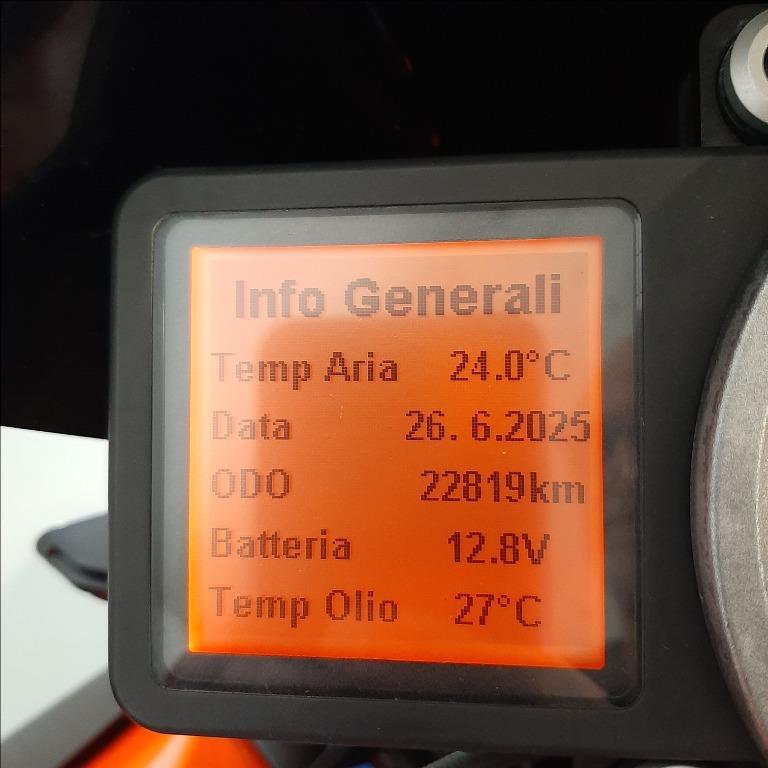 Info Generali
Temp Aria 24.0°C
Data 26. 6.2025
ODO 22819km
Batteria 12.8V
Temp Olio 27°C